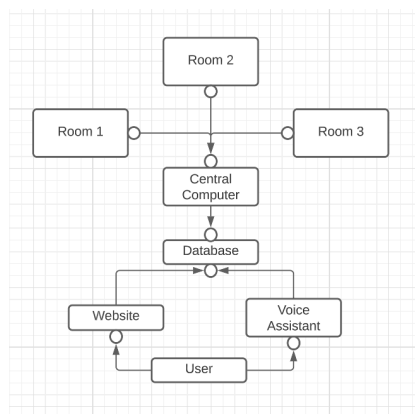 Room 2
Room 1
Room 3
Central
Computer
Database
Website
Voice
Assistant
User